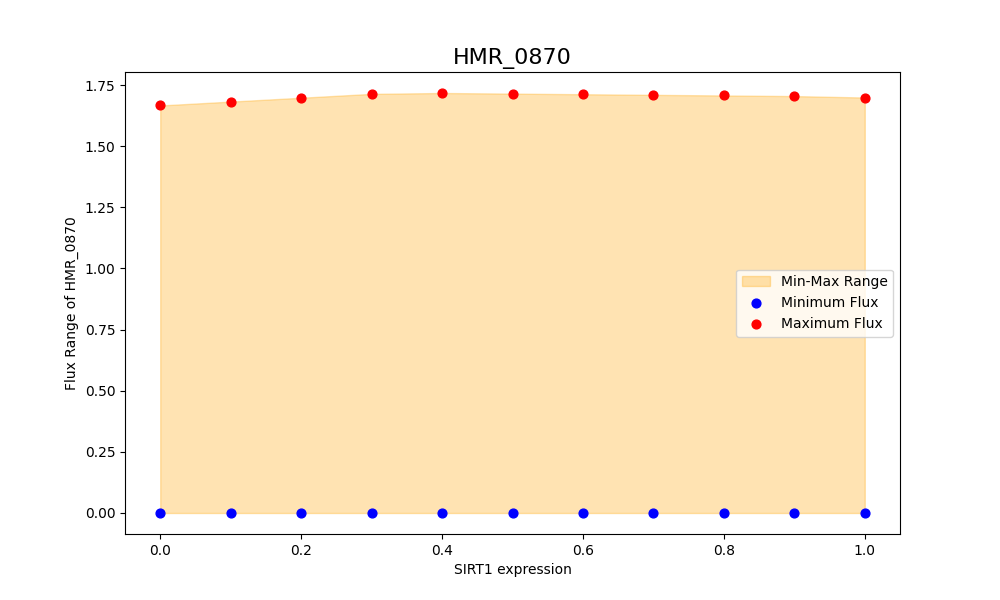 HMR_0870
1.75
1.50
1.25
1.00
0.75
0.50
0.25
0.00
Flux Range of HMR_0870
Min-Max Range
Minimum Flux
Maximum Flux
0.0 0.2 0.4 0.6 0.8 1.0
SIRT1 expression